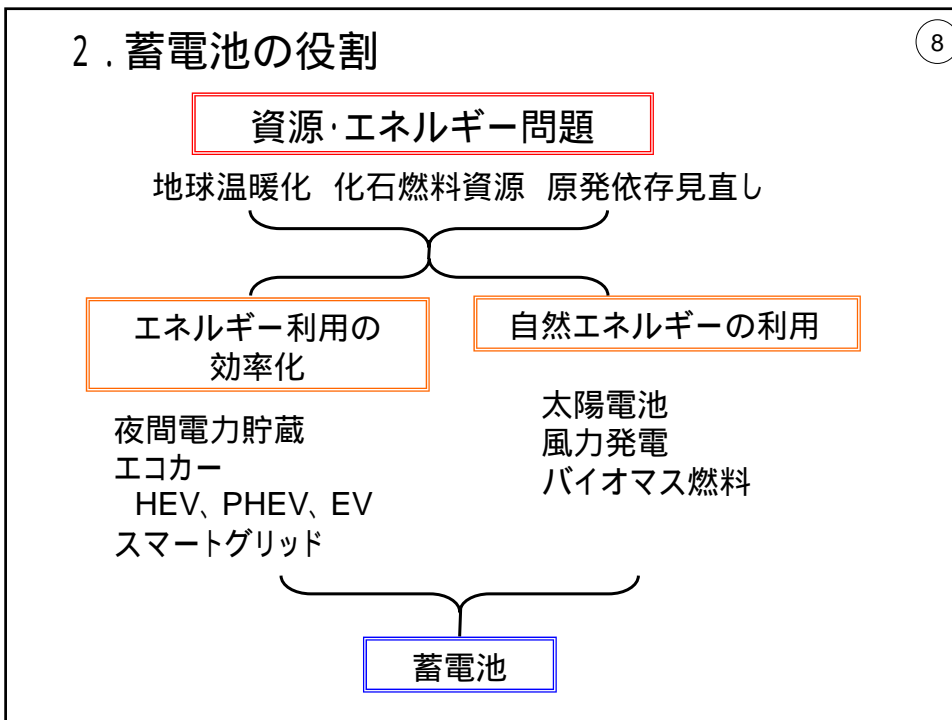 2．蓄電池の役割
8
資源・エネルギー問題
地球温暖化 化石燃料資源 原発依存見直し
エネルギー利用の
効率化
自然エネルギーの利用
夜間電力貯蔵
エコカー
HEV、PHEV、EV
スマートグリッド
太陽電池
風力発電
バイオマス燃料
蓄電池